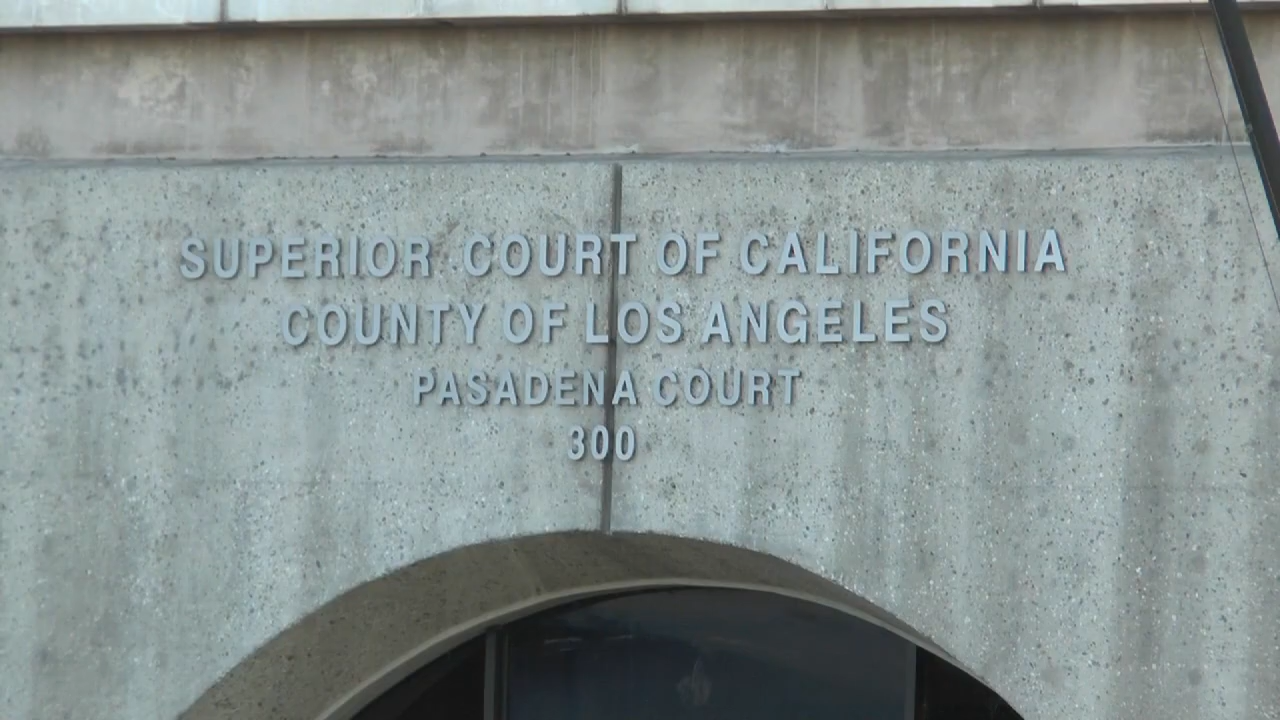 SUPERIOR COURT OF CALIFORNIA
COUNTY OF LOS ANGELES
PASADENA COURT
300